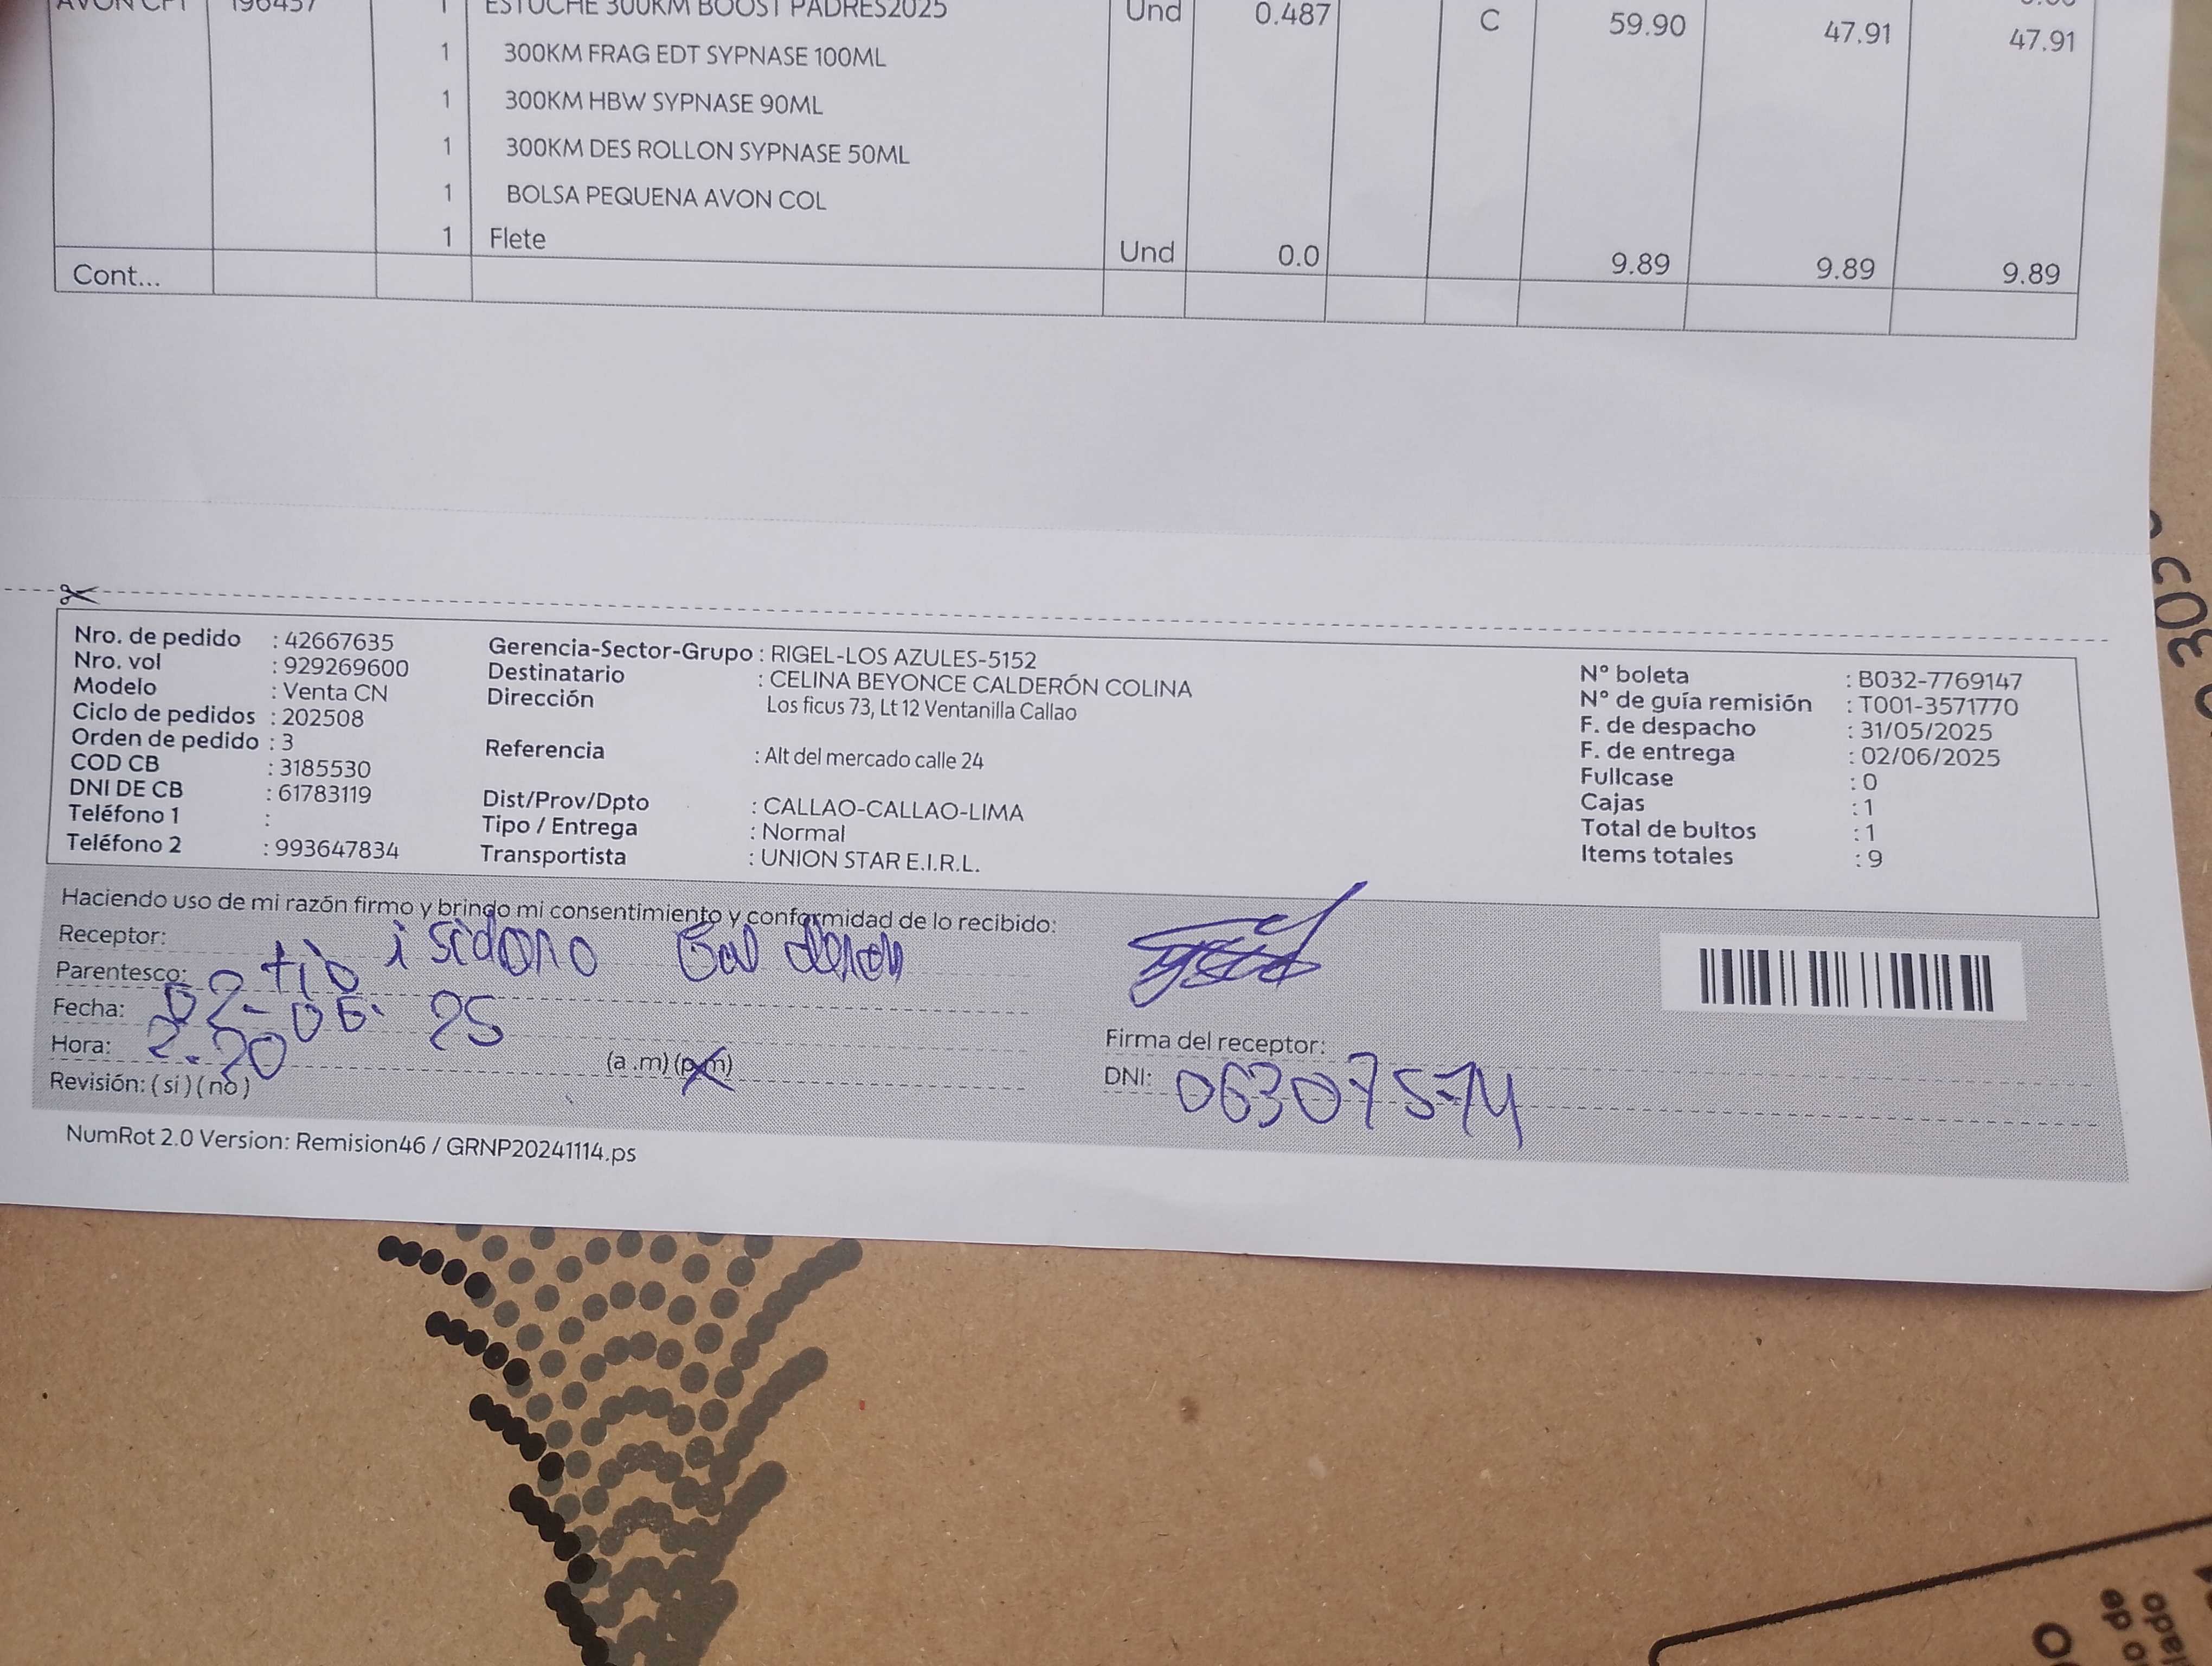 ESTUCHE 300KM BOOST PADRES2025 Und 0.487 C 59.90 47.91 47.91
1 300KM FRAG EDT SYPNASE 100ML
1 300KM HBW SYPNASE 90ML
1 300KM DES ROLLON SYPNASE 50ML
1 BOLSA PEQUENA AVON COL
1 Flete Und 0.0 9.89 9.89 9.89
Cont...
Nro. de pedido : 42667635
Nro. vol : 929269600
Modelo : Venta CN
Ciclo de pedidos : 202508
Orden de pedido : 3
COD CB : 3185530
DNI DE CB : 61783119
Teléfono 1 :
Teléfono 2 : 993647834
Gerencia-Sector-Grupo : RIGEL-LOS AZULES-5152
Destinatario : CELINA BEYONCE CALDERÓN COLINA
Dirección Los ficus 73, Lt 12 Ventanilla Callao
Referencia : Alt del mercado calle 24
Dist/Prov/Dpto : CALLAO-CALLAO-LIMA
Tipo / Entrega : Normal
Transportista : UNION STAR E.I.R.L.
N° boleta : B032-7769147
N° de guía remisión : T001-3571770
F. de despacho : 31/05/2025
F. de entrega : 02/06/2025
Fullcase : 0
Cajas : 1
Total de bultos : 1
Items totales : 9
Haciendo uso de mi razón firmo y brindo mi consentimiento y conformidad de lo recibido:
Receptor: isidoro
Parentesco: tio
Fecha: 02-06-25
Hora: 2.20 (a.m) (p.m)
Revisión: (si) (no)
Firma del receptor:
DNI: 06307574
NumRot 2.0 Version: Remision46 / GRNP20241114.ps